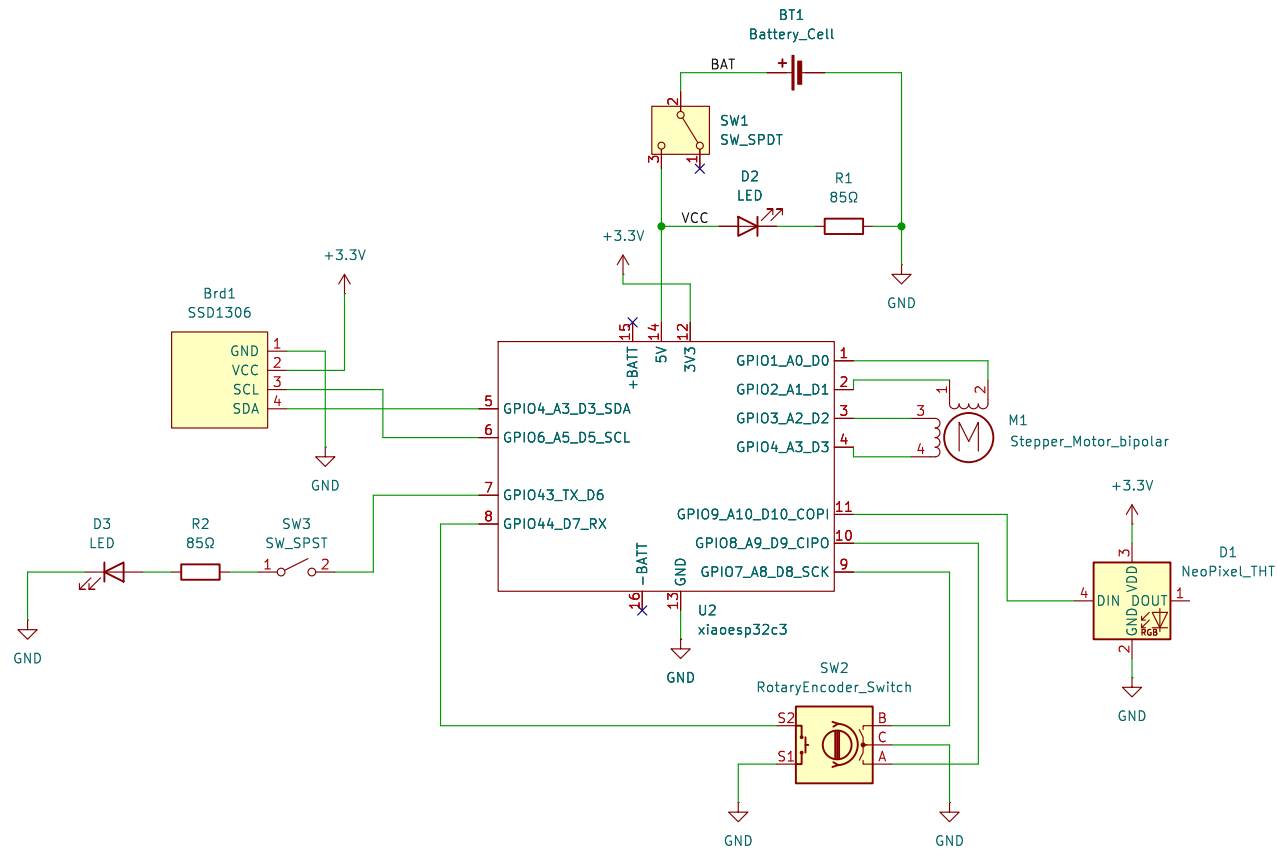 BT1
Battery_Cell
BAT
+
2
SW1
SW_SPDT
3
1
D2
LED
R1
85Ω
VCC
+3.3V
GND
+3.3V
Brd1
SSD1306
GND 1
VCC 2
SCL 3
SDA 4
GND
15 +BATT
14 5V
12 3V3
GPIO1_A0_D0 1
GPIO2_A1_D1 2
GPIO3_A2_D2 3
GPIO4_A3_D3 4
5 GPIO4_A3_D3_SDA
6 GPIO6_A5_D5_SCL
7 GPIO43_TX_D6
8 GPIO44_D7_RX
GPIO9_A10_D10_COPI 11
GPIO8_A9_D9_CIPO 10
GPIO7_A8_D8_SCK 9
-BATT 16
GND 13
U2
xiaoesp32c3
GND
1
2
3
4
M
M1
Stepper_Motor_bipolar
D3
LED
R2
85Ω
SW3
SW_SPST
1
2
GND
+3.3V
D1
NeoPixel_THT
3
VDD
4 DIN
DOUT 1
GND
RGB
2
GND
SW2
RotaryEncoder_Switch
S2
S1
B
C
A
GND
GND